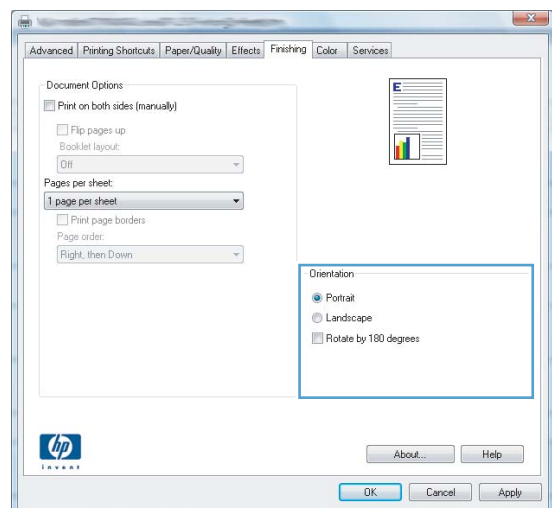 Advanced Printing Shortcuts Paper/Quality Effects Finishing Color Services
Document Options
Print on both sides (manually)
Flip pages up
Booklet layout:
Off
Pages per sheet:
1 page per sheet
Print page borders
Page order:
Right, then Down
E
Orientation
Portrait
Landscape
Rotate by 180 degrees
hp
invent
About... Help
OK Cancel Apply